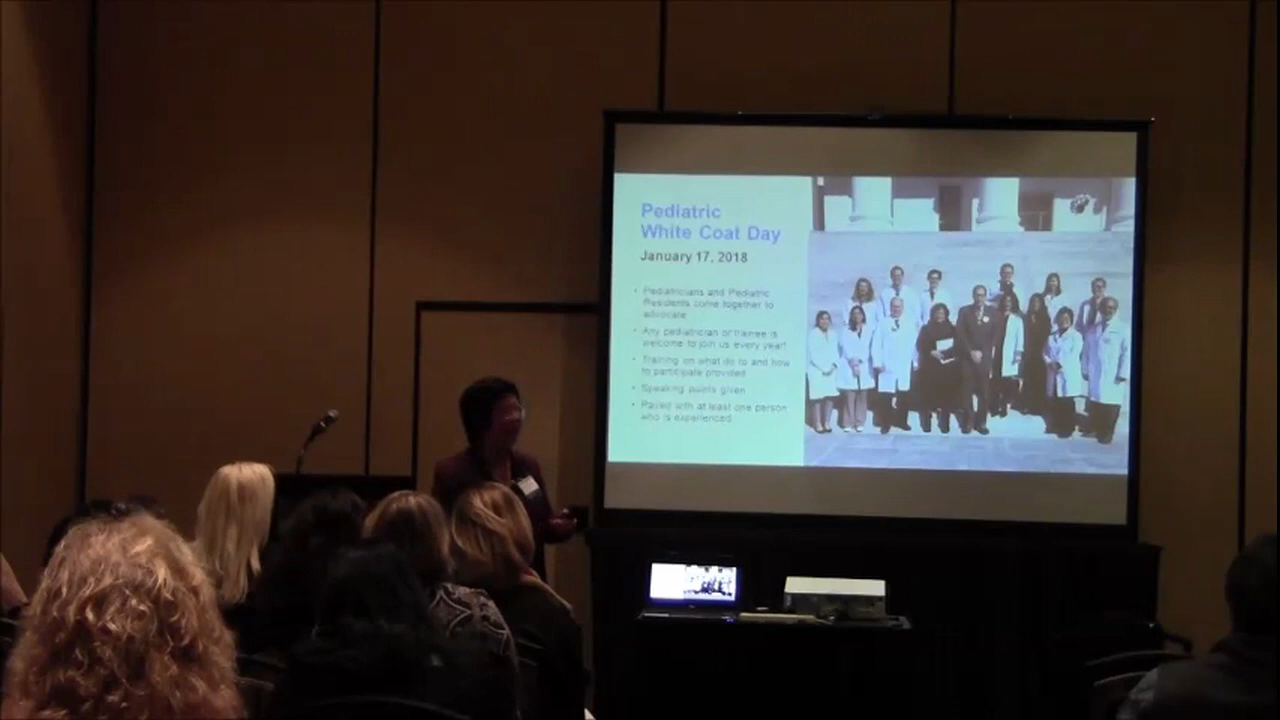 Pediatric
White Coat Day
January 17, 2018
• Pediatricians and Pediatric
Residents come together to
advocate
• Any pediatrician or trainee is
welcome to join us every year!
• Training on what do to and how
to participate provided
• Speaking points given
• Paired with at least one person
who is experienced